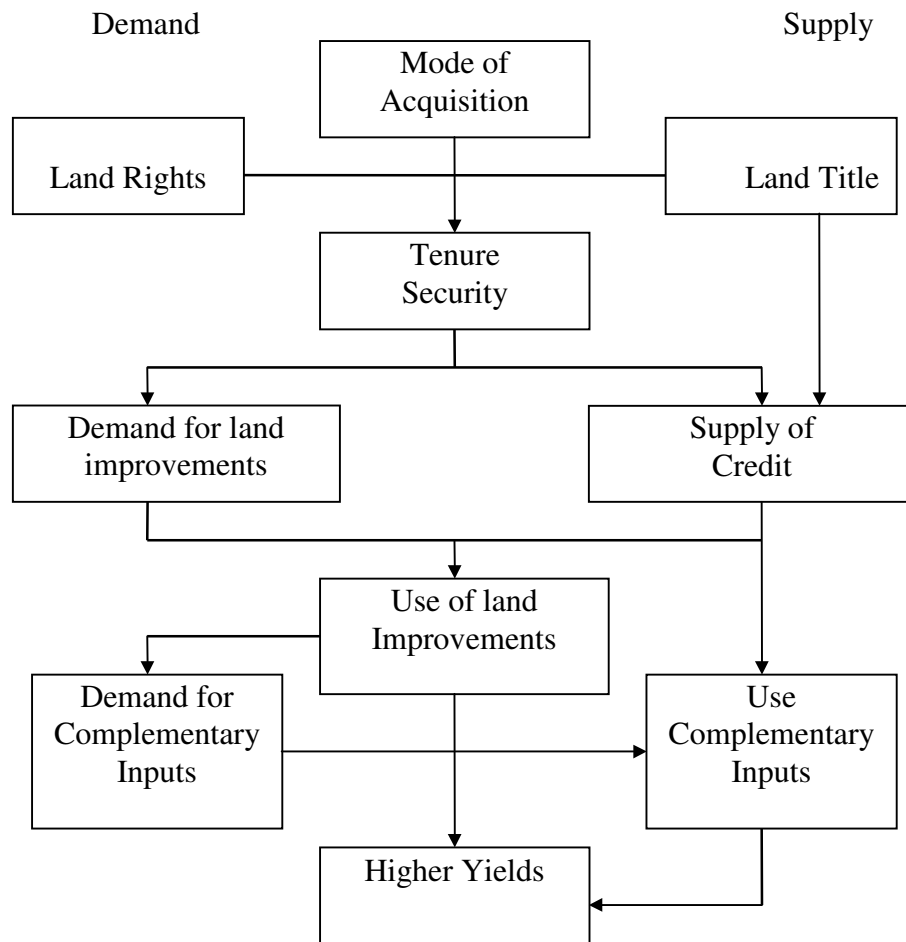 Demand
Supply
Mode of
Acquisition
Land Rights
Land Title
Tenure
Security
Demand for land
improvements
Supply of
Credit
Use of land
Improvements
Demand for
Complementary
Inputs
Use
Complementary
Inputs
Higher Yields